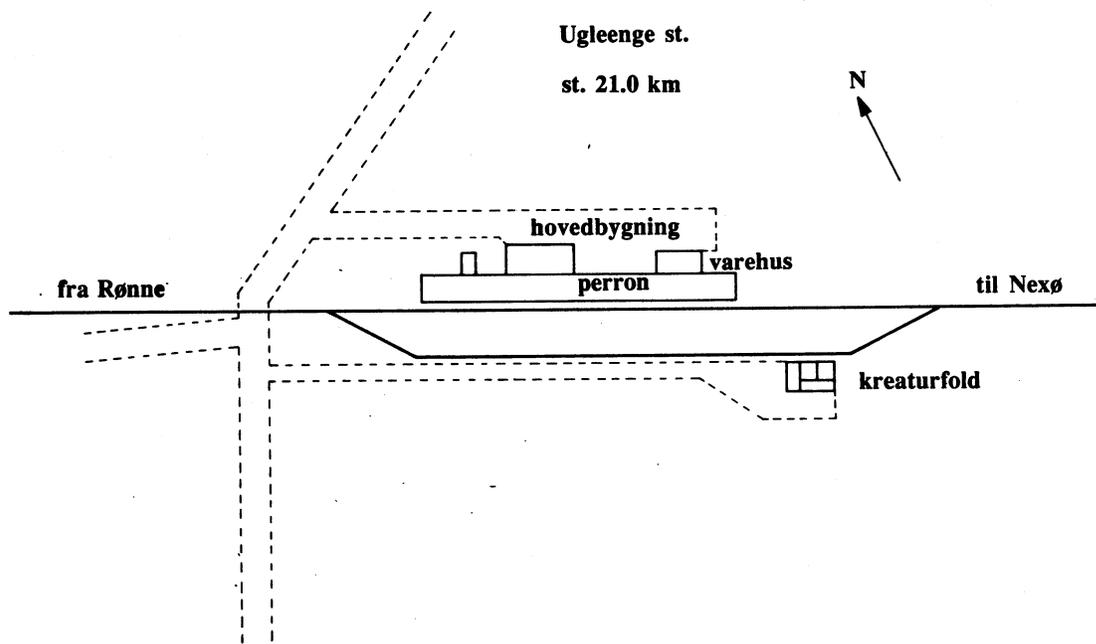 Ugleenge st.
st. 21.0 km
N
hovedbygning
varehus
fra Rønne
perron
til Nexø
kreaturfold